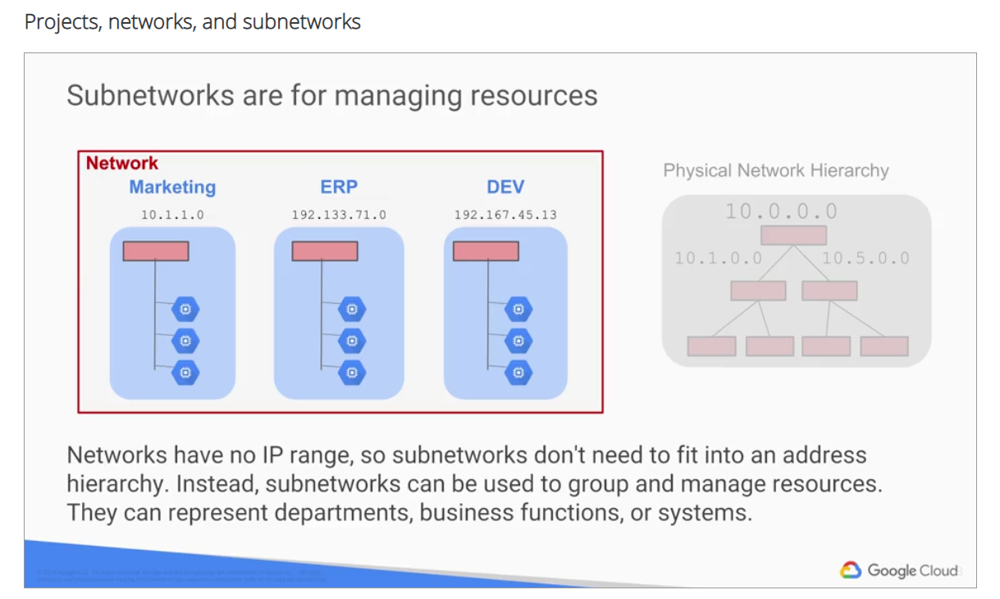 Projects, networks, and subnetworks
Subnetworks are for managing resources
Network
Marketing
ERP
DEV
10.1.1.0
192.133.71.0
192.167.45.13
Physical Network Hierarchy
10.0.0.0
10.1.0.0
10.5.0.0
Networks have no IP range, so subnetworks don't need to fit into an address
hierarchy. Instead, subnetworks can be used to group and manage resources.
They can represent departments, business functions, or systems.
Google Cloud